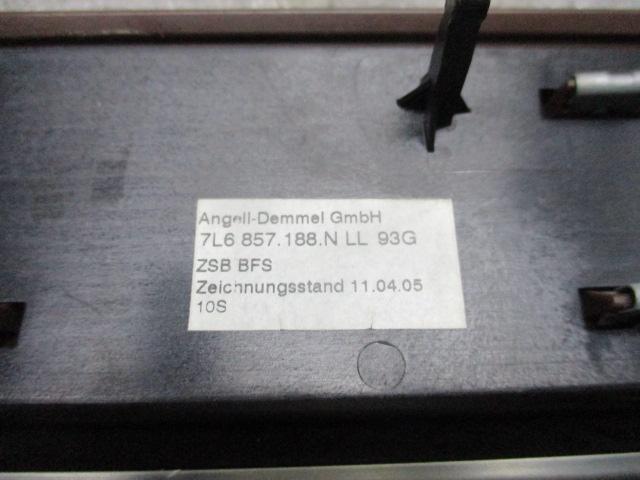 Angell-Demmel GmbH
7L6 857.188.N LL 93G
ZSB BFS
Zeichnungsstand 11.04.05
10S